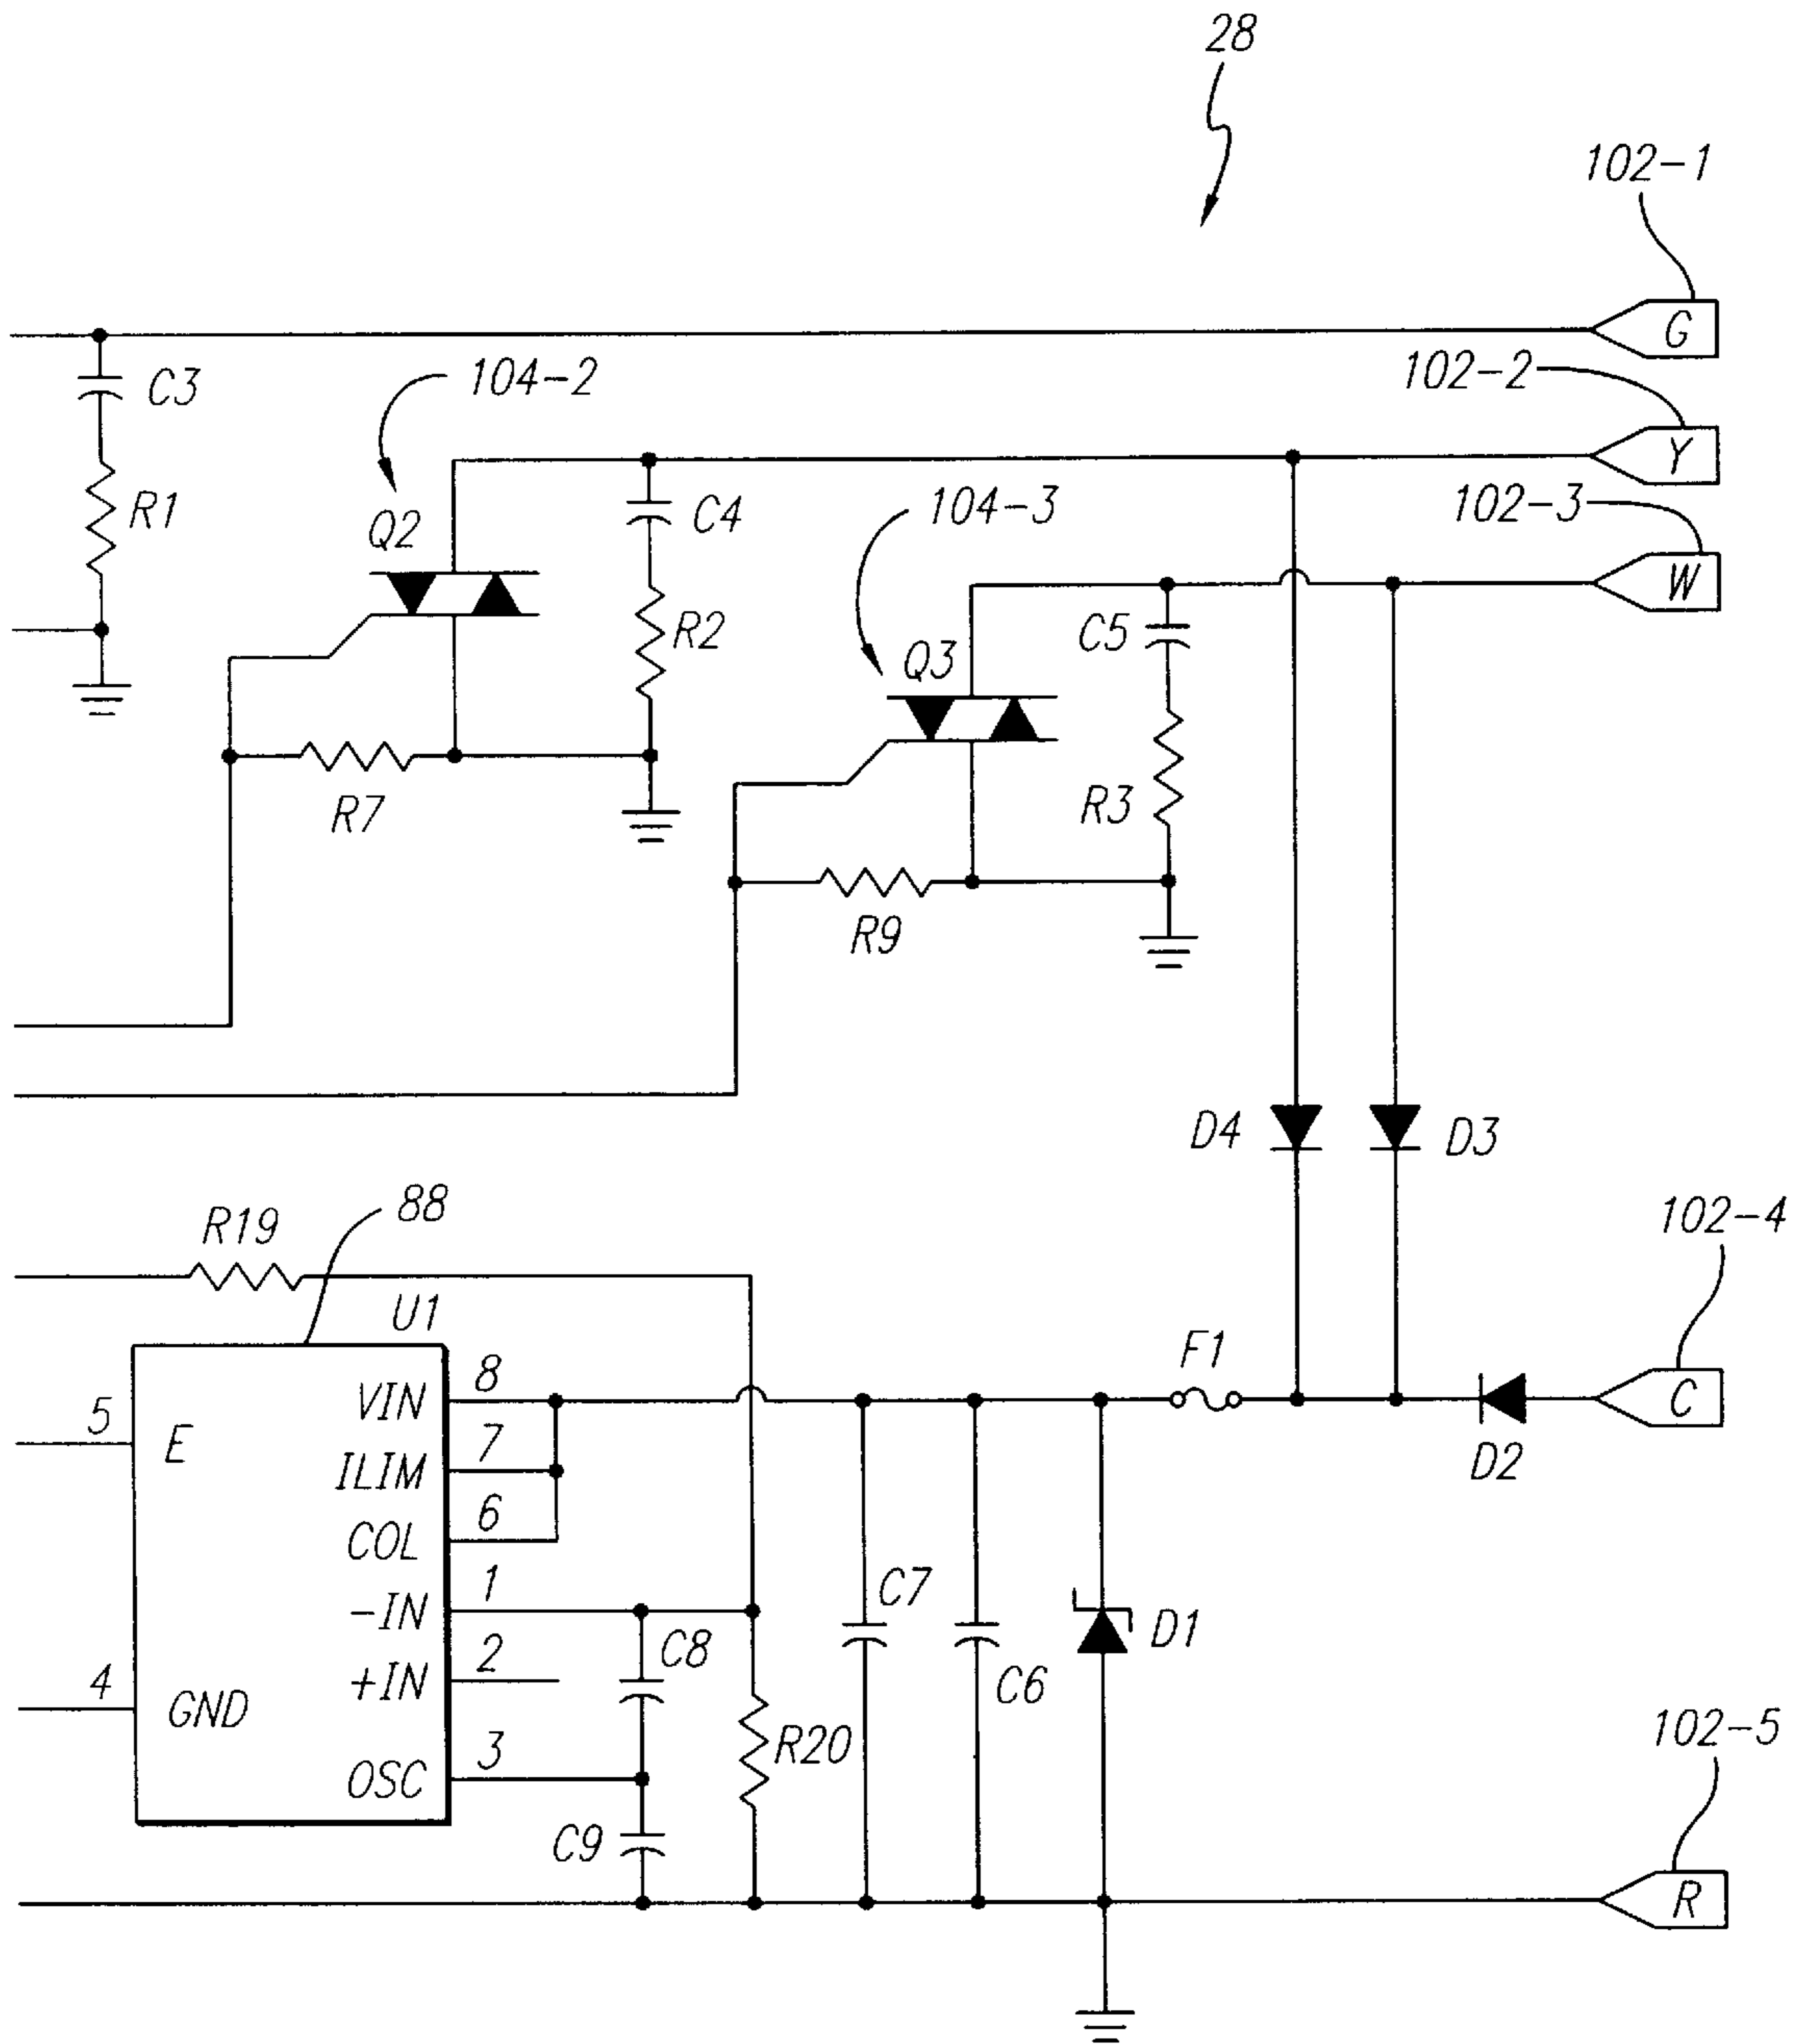 28
102-1
G
C3
104-2
102-2
Y
R1
Q2
C4
104-3
102-3
W
R2
C5
Q3
R7
R3
R9
D4
D3
R19
88
102-4
U1
F1
C
8
VIN
5
E
7
ILIM
D2
6
COL
1
-IN
C7
D1
2
+IN
C8
C6
4
GND
R20
102-5
3
OSC
C9
R